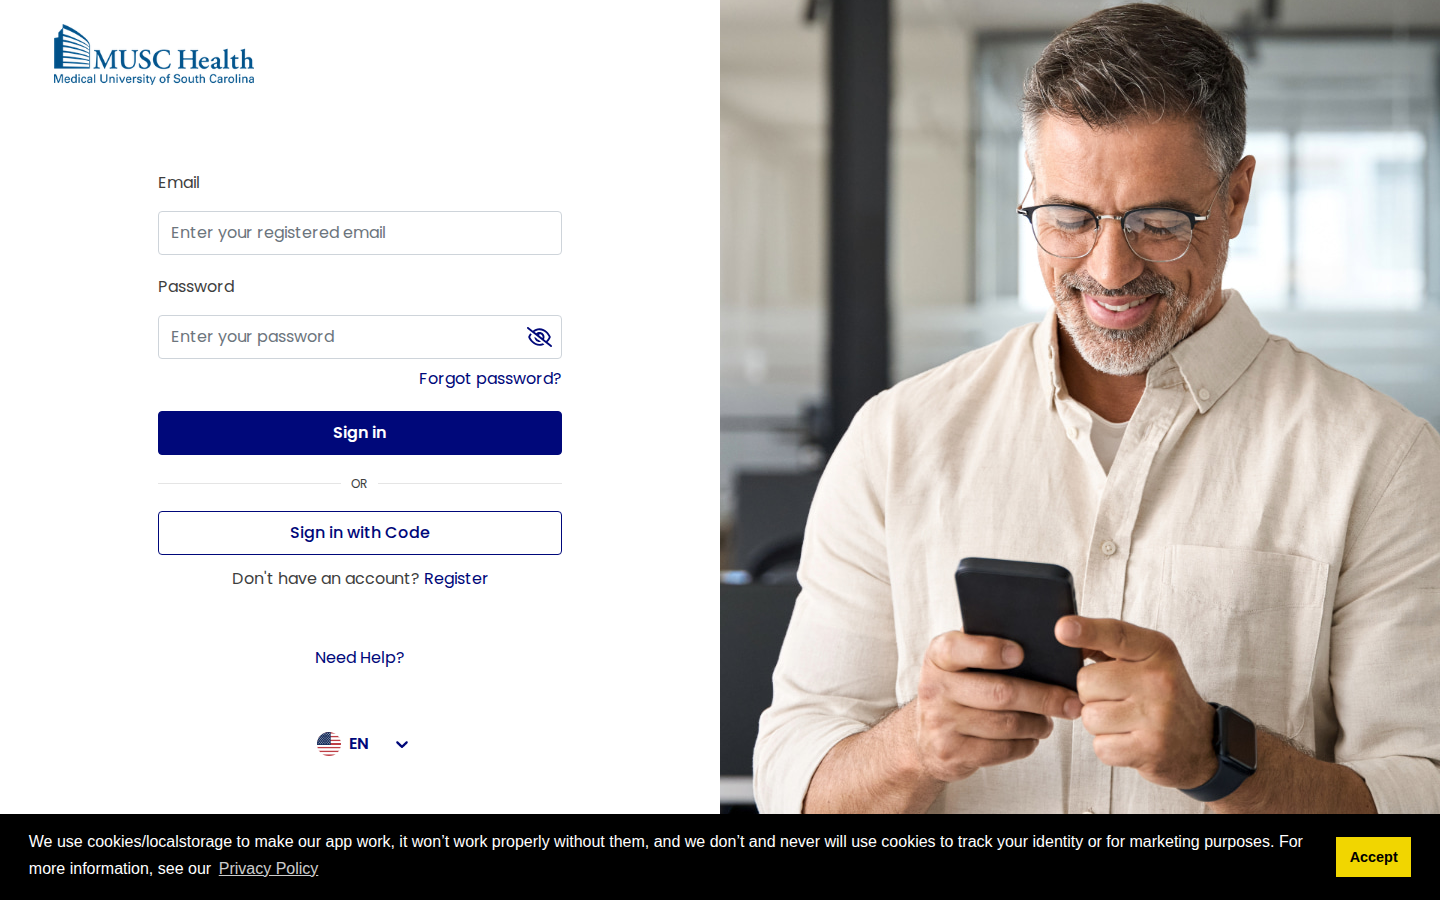 MUSC Health
Medical University of South Carolina
Email
Enter your registered email
Password
Enter your password
Forgot password?
Sign in
OR
Sign in with Code
Don't have an account? Register
Need Help?
EN
We use cookies/localstorage to make our app work, it won’t work properly without them, and we don’t and never will use cookies to track your identity or for marketing purposes. For
more information, see our Privacy Policy
Accept